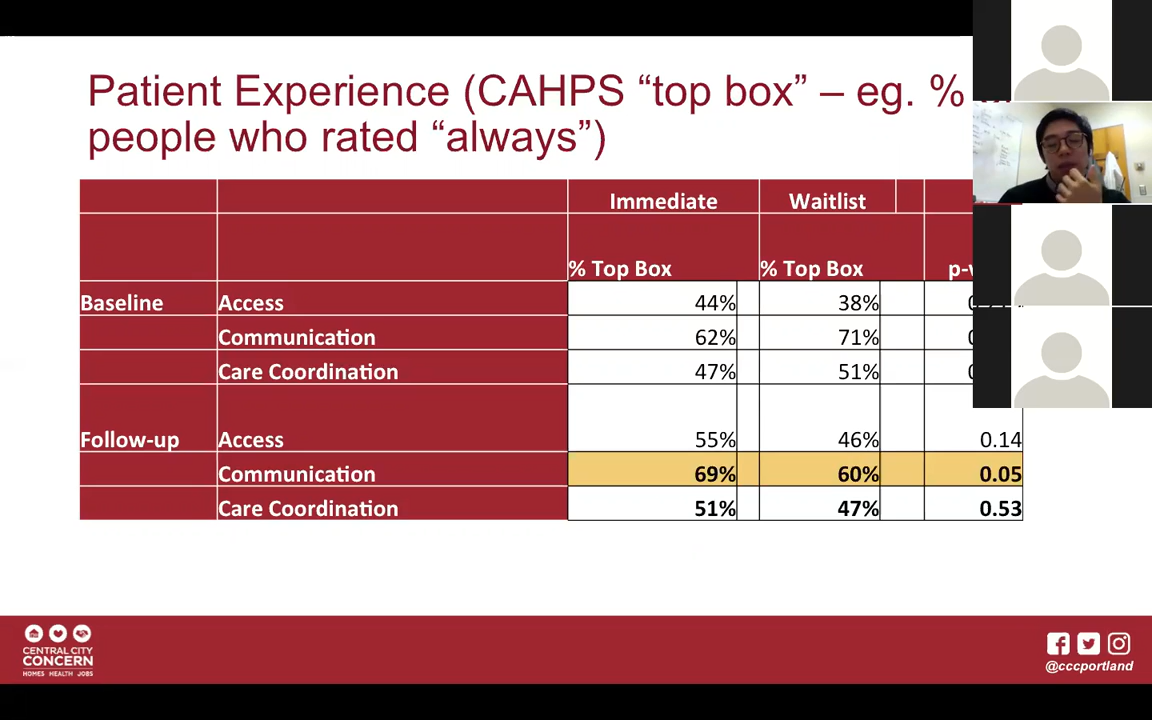 Patient Experience (CAHPS “top box” – eg. %
people who rated “always”)
Immediate Waitlist
% Top Box % Top Box
Baseline Access 44% 38%
Communication 62% 71%
Care Coordination 47% 51%
Follow-up Access 55% 46% 0.14
Communication 69% 60% 0.05
Care Coordination 51% 47% 0.53
CENTRAL CITY
CONCERN
HOMES HEALTH JOBS
@cccportland